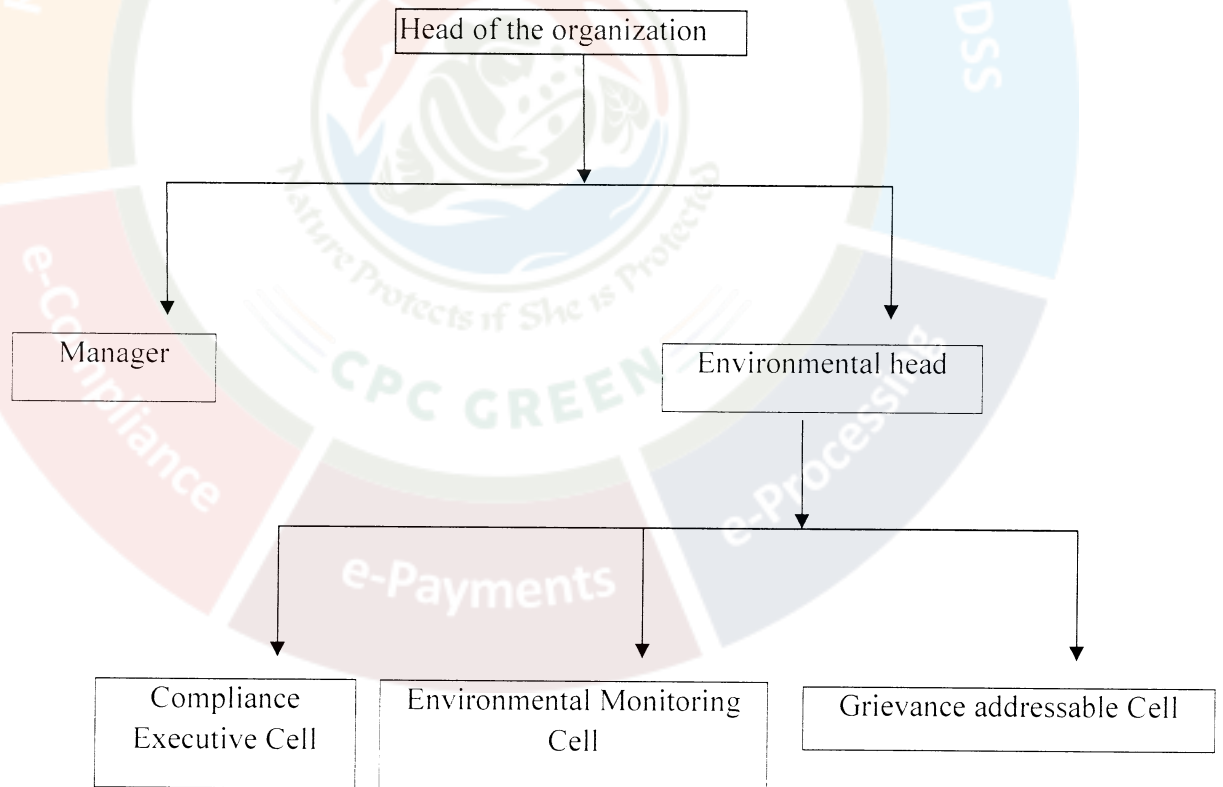 Head of the organization
DSS
Nature Protects if She is Protected
e-Compliance
Manager
Environmental head
CPC GREEN
e-Processing
e-Payments
Compliance
Executive Cell
Environmental Monitoring
Cell
Grievance addressable Cell